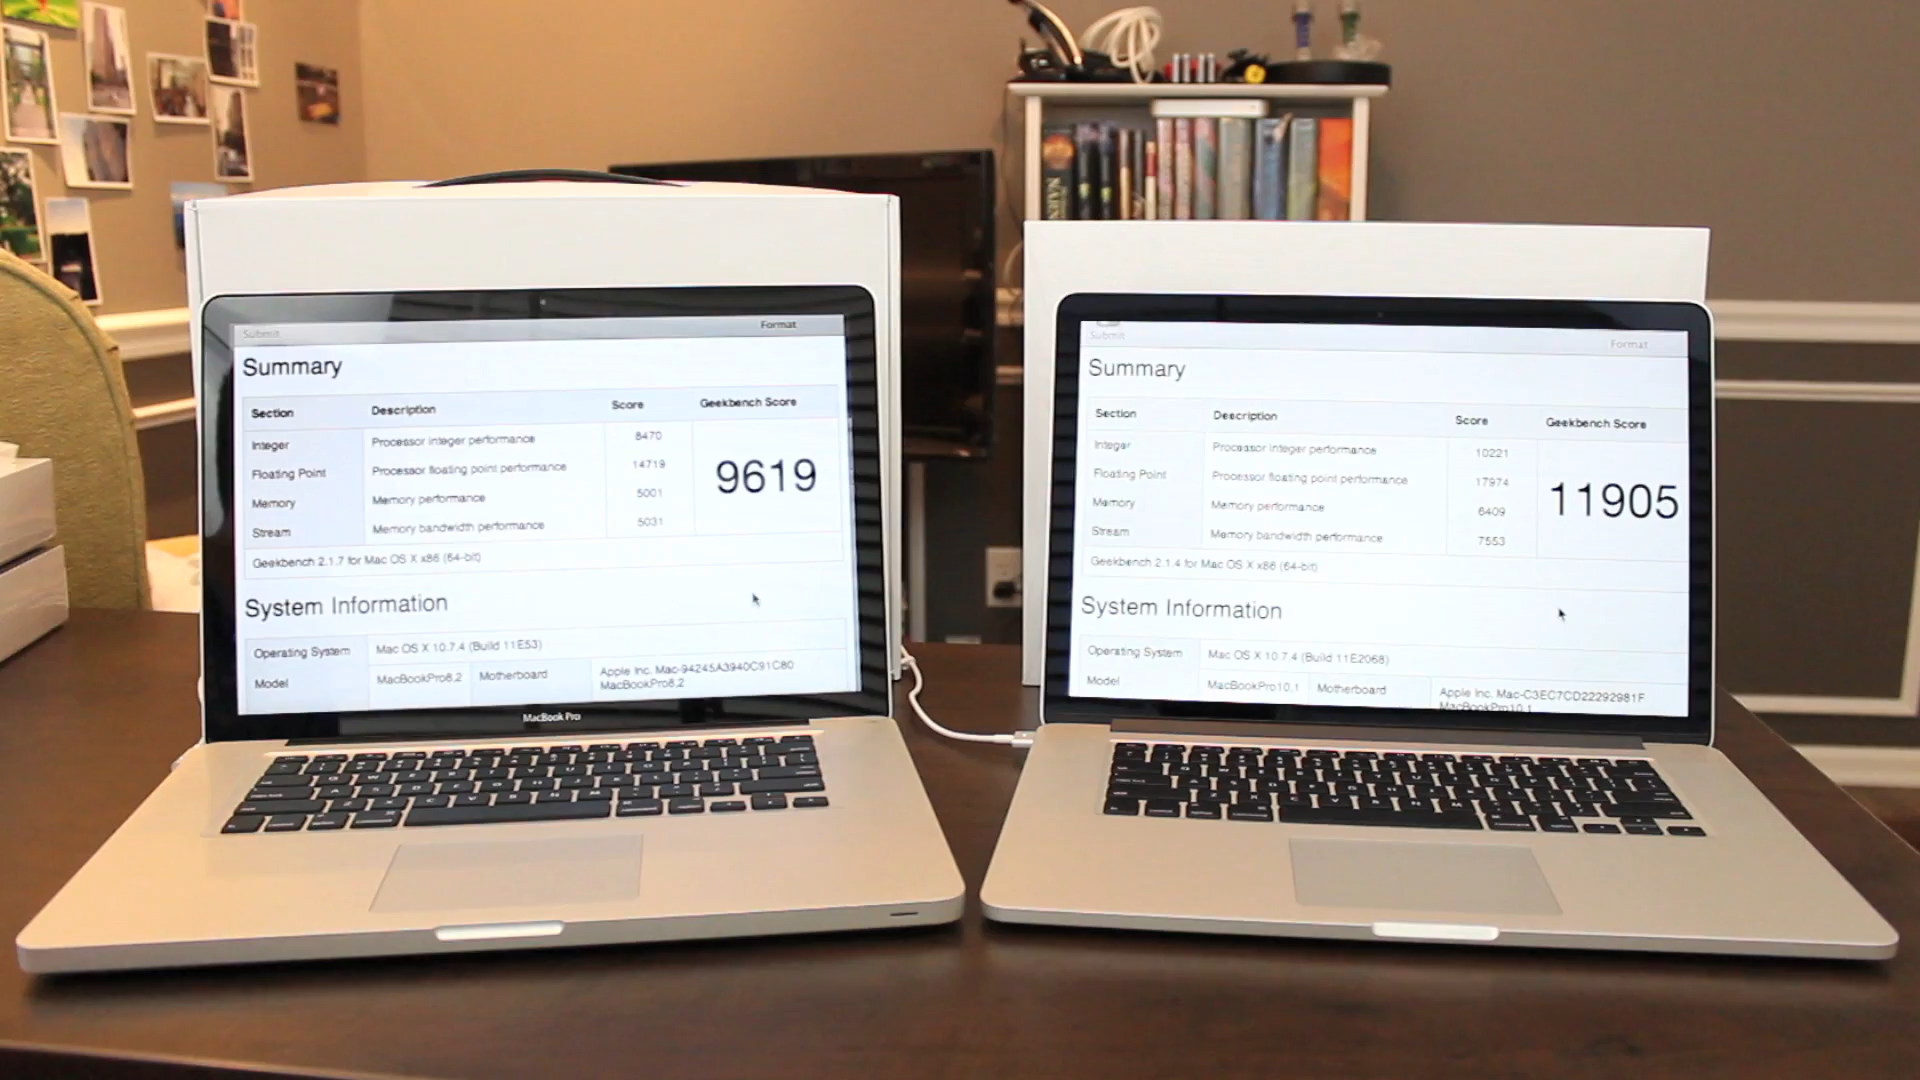 Submit Format
Summary
Section Description Score Geekbench Score
Integer Processor integer performance 8470
Floating Point Processor floating point performance 14719
9619
Memory Memory performance 5001
Stream Memory bandwidth performance 5031
Geekbench 2.1.7 for Mac OS X x86 (64-bit)
System Information
Operating System Mac OS X 10.7.4 (Build 11E53)
Model MacBookPro8,2 Motherboard Apple Inc. Mac-94245A3940C91C80
MacBookPro8,2
MacBook Pro
Submit Format
Summary
Section Description Score Geekbench Score
Integer Processor integer performance 10221
Floating Point Processor floating point performance 17974
11905
Memory Memory performance 6409
Stream Memory bandwidth performance 7553
Geekbench 2.1.4 for Mac OS X x86 (64-bit)
System Information
Operating System Mac OS X 10.7.4 (Build 11E2068)
Model MacBookPro10,1 Motherboard Apple Inc. Mac-C3EC7CD22292981F
MacBookPro10,1